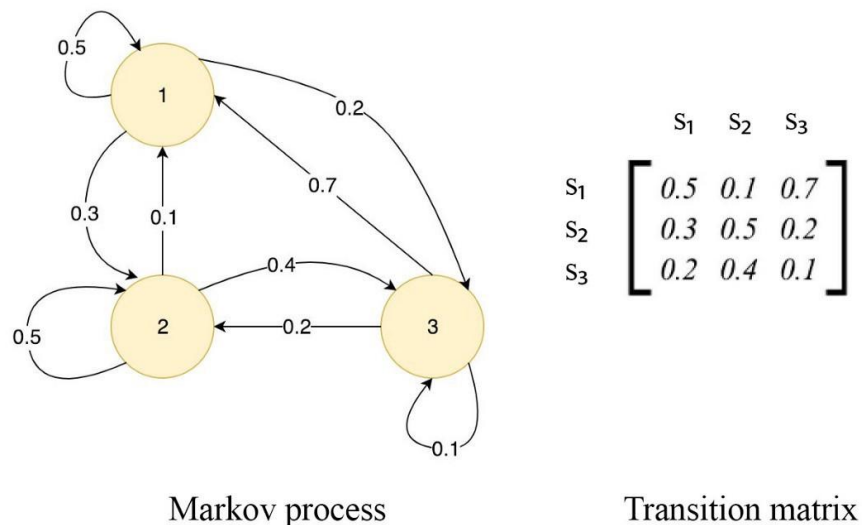 0.5
1
0.2
0.7
0.3
0.1
0.4
0.5
2
0.2
3
0.1
Markov process
S1 S2 S3
S1 0.5 0.1 0.7
S2 0.3 0.5 0.2
S3 0.2 0.4 0.1
Transition matrix